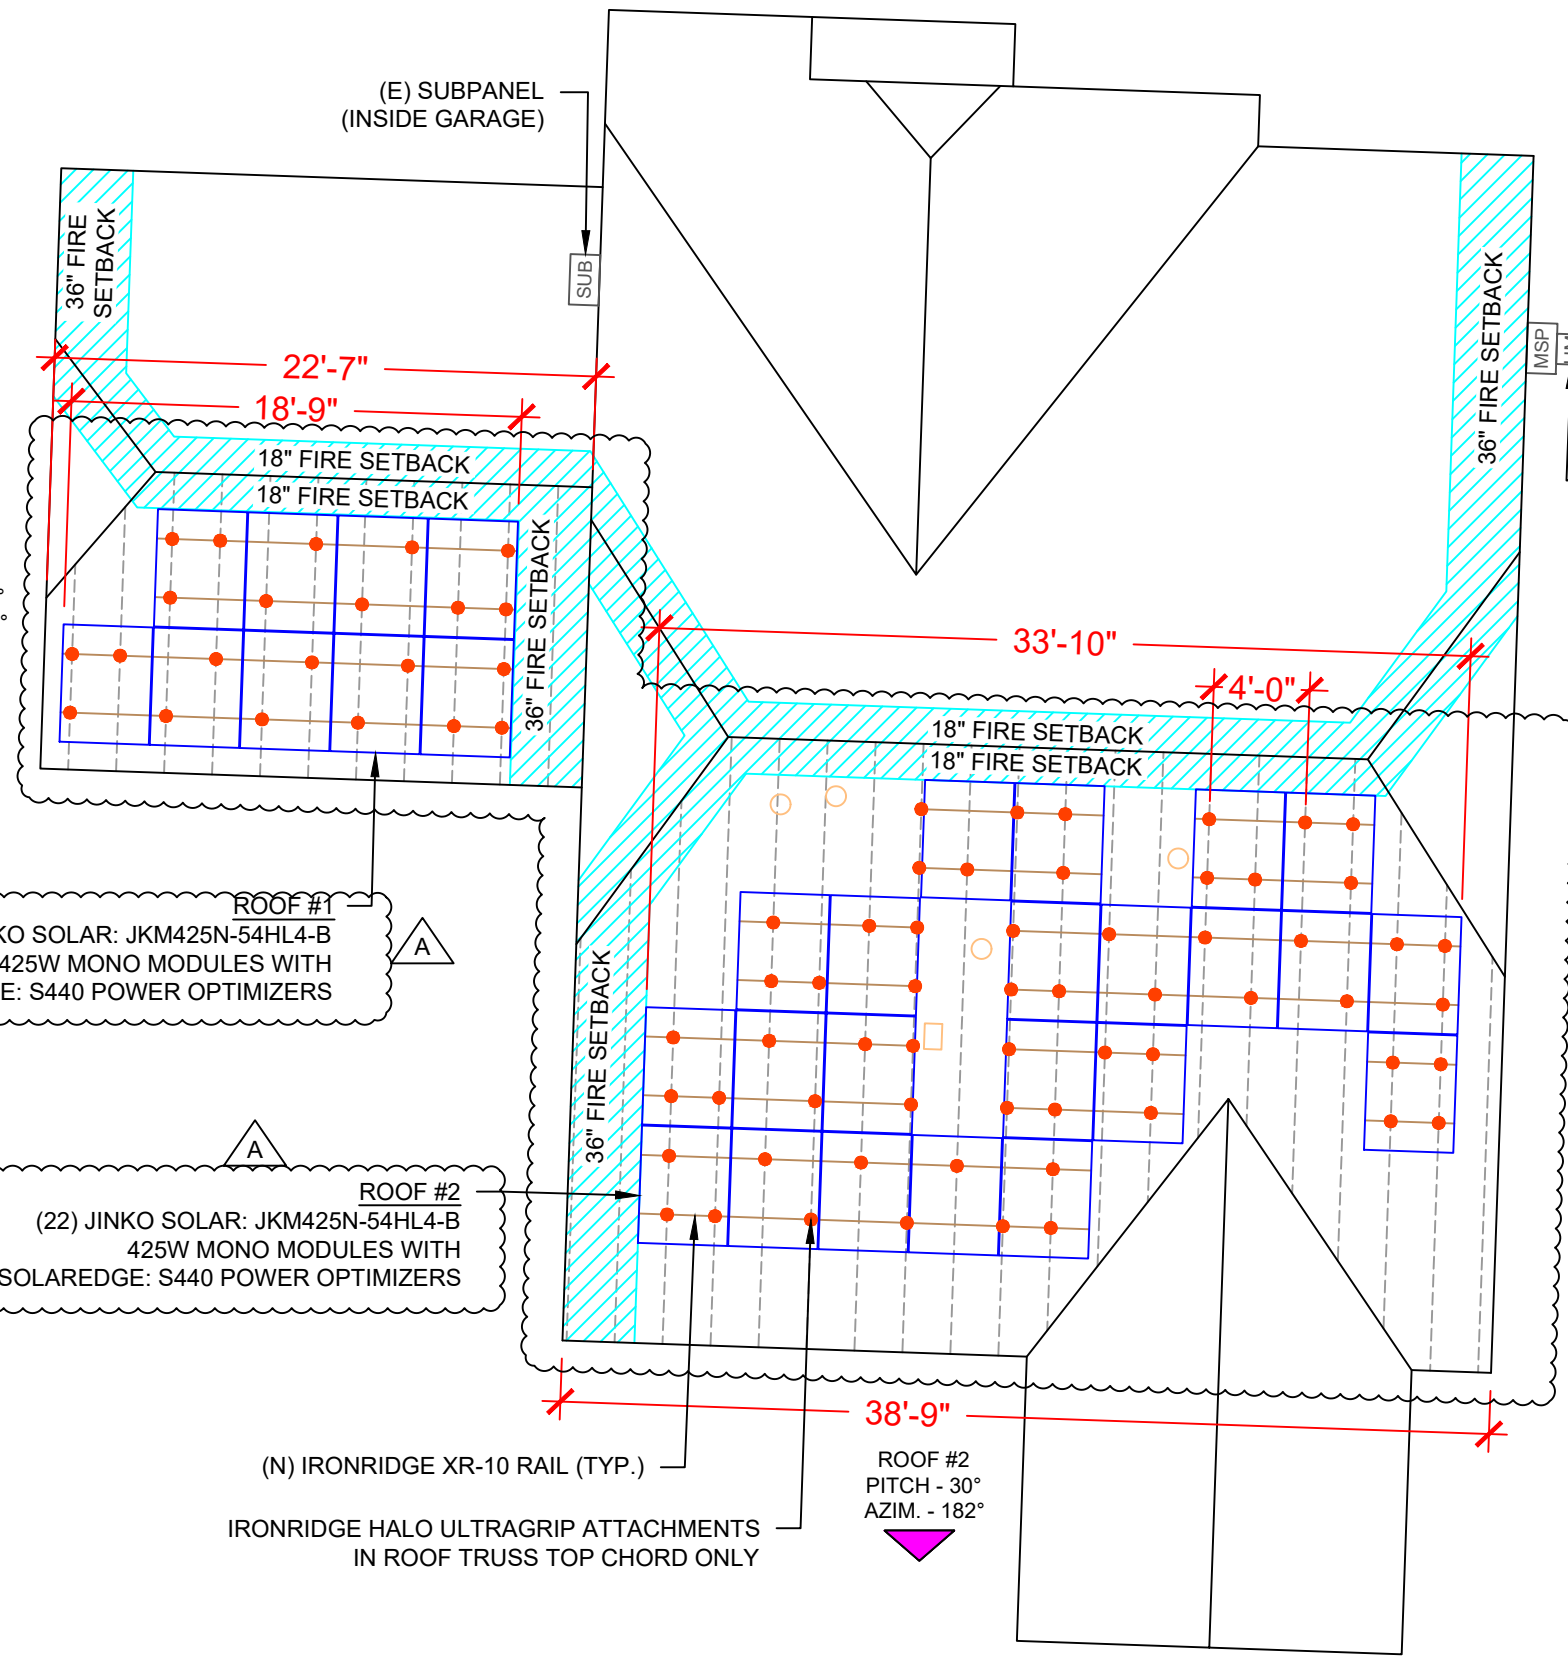 (E) SUBPANEL
(INSIDE GARAGE)
36" FIRE
SETBACK
SUB
36" FIRE SETBACK
MSP
22'-7"
18'-9"
18" FIRE SETBACK
18" FIRE SETBACK
36" FIRE SETBACK
33'-10"
4'-0"
18" FIRE SETBACK
18" FIRE SETBACK
ROOF #1
KO SOLAR: JKM425N-54HL4-B
425W MONO MODULES WITH
E: S440 POWER OPTIMIZERS
A
36" FIRE SETBACK
A
ROOF #2
(22) JINKO SOLAR: JKM425N-54HL4-B
425W MONO MODULES WITH
SOLAREDGE: S440 POWER OPTIMIZERS
38'-9"
(N) IRONRIDGE XR-10 RAIL (TYP.)
ROOF #2
PITCH - 30°
AZIM. - 182°
IRONRIDGE HALO ULTRAGRIP ATTACHMENTS
IN ROOF TRUSS TOP CHORD ONLY